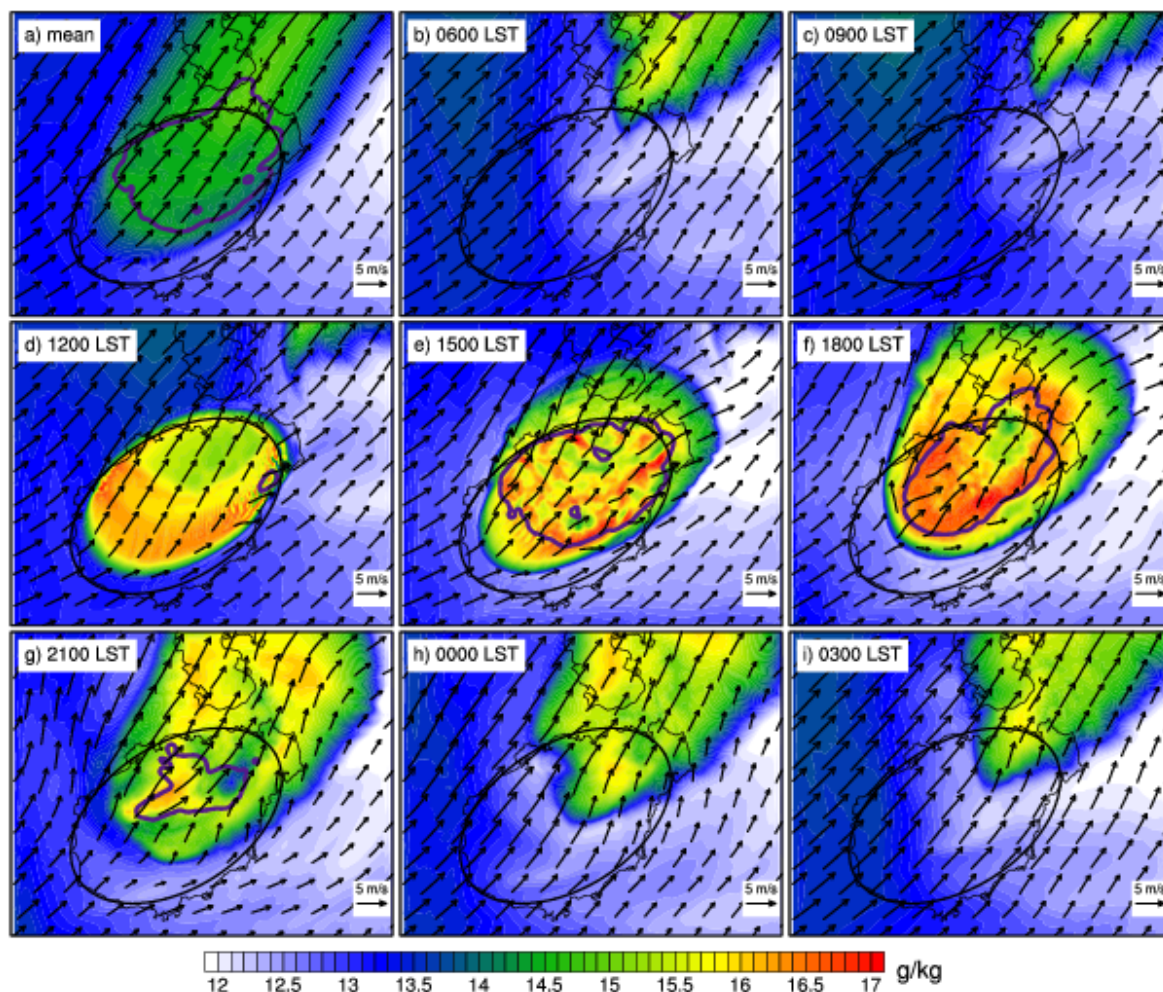 a) mean
b) 0600 LST
c) 0900 LST
5 m/s
5 m/s
5 m/s
d) 1200 LST
e) 1500 LST
f) 1800 LST
5 m/s
5 m/s
5 m/s
g) 2100 LST
h) 0000 LST
i) 0300 LST
5 m/s
5 m/s
5 m/s
12 12.5 13 13.5 14 14.5 15 15.5 16 16.5 17 g/kg